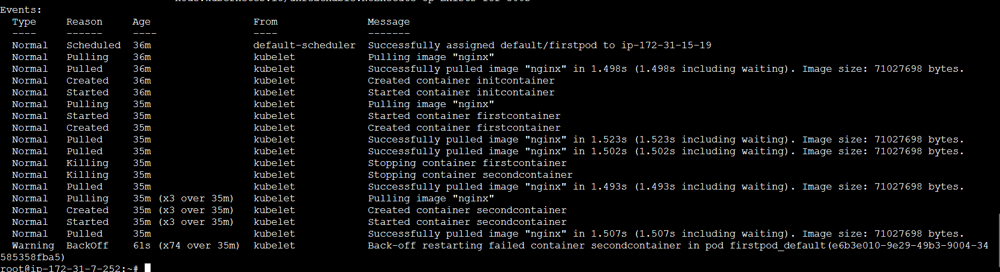 Events:
Type Reason Age From Message
---- ------ ---- ---- -------
Normal Scheduled 36m default-scheduler Successfully assigned default/firstpod to ip-172-31-15-19
Normal Pulling 36m kubelet Pulling image "nginx"
Normal Pulled 36m kubelet Successfully pulled image "nginx" in 1.498s (1.498s including waiting). Image size: 71027698 bytes.
Normal Created 36m kubelet Created container initcontainer
Normal Started 36m kubelet Started container initcontainer
Normal Pulling 35m kubelet Pulling image "nginx"
Normal Started 35m kubelet Started container firstcontainer
Normal Created 35m kubelet Created container firstcontainer
Normal Pulled 35m kubelet Successfully pulled image "nginx" in 1.523s (1.523s including waiting). Image size: 71027698 bytes.
Normal Pulled 35m kubelet Successfully pulled image "nginx" in 1.502s (1.502s including waiting). Image size: 71027698 bytes.
Normal Killing 35m kubelet Stopping container firstcontainer
Normal Killing 35m kubelet Stopping container secondcontainer
Normal Pulled 35m kubelet Successfully pulled image "nginx" in 1.493s (1.493s including waiting). Image size: 71027698 bytes.
Normal Pulling 35m (x3 over 35m) kubelet Pulling image "nginx"
Normal Created 35m (x3 over 35m) kubelet Created container secondcontainer
Normal Started 35m (x3 over 35m) kubelet Started container secondcontainer
Normal Pulled 35m kubelet Successfully pulled image "nginx" in 1.507s (1.507s including waiting). Image size: 71027698 bytes.
Warning BackOff 61s (x74 over 35m) kubelet Back-off restarting failed container secondcontainer in pod firstpod_default(e6b3e010-9e29-49b3-9004-34
585358fba5)
root@ip-172-31-7-252:~#